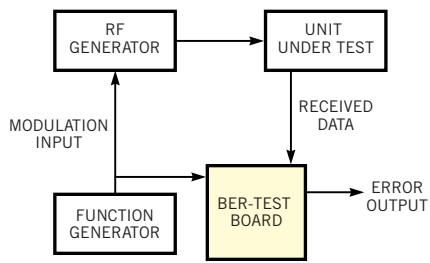 RF
GENERATOR
UNIT
UNDER TEST
MODULATION
INPUT
RECEIVED
DATA
FUNCTION
GENERATOR
BER-TEST
BOARD
ERROR
OUTPUT